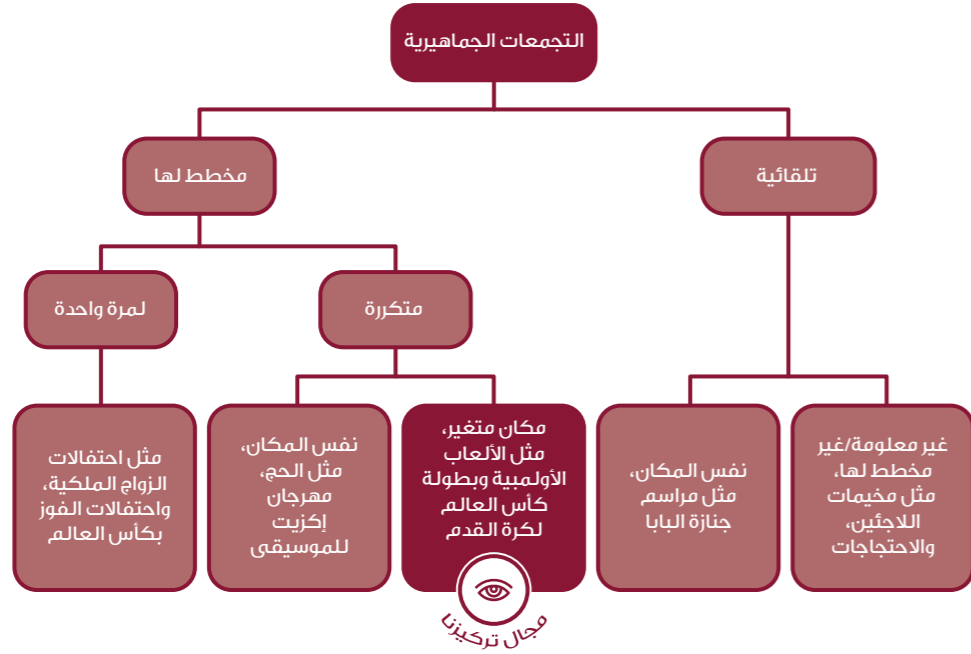 التجمعات الجماهيرية
تلقائية
مخطط لها
متكررة
لمرة واحدة
غير معلومة/غير
مخطط لها،
مثل مخيمات
اللاجئين،
والاحتجاجات
نفس المكان،
مثل مراسم
جنازة البابا
مكان متغير،
مثل الألعاب
الأولمبية وبطولة
كأس العالم
لكرة القدم
مجال تركيزنا
نفس المكان،
مثل الحج،
مهرجان
إكزيت
للموسيقى
مثل احتفالات
الزواج الملكية،
واحتفالات الفوز
بكأس العالم